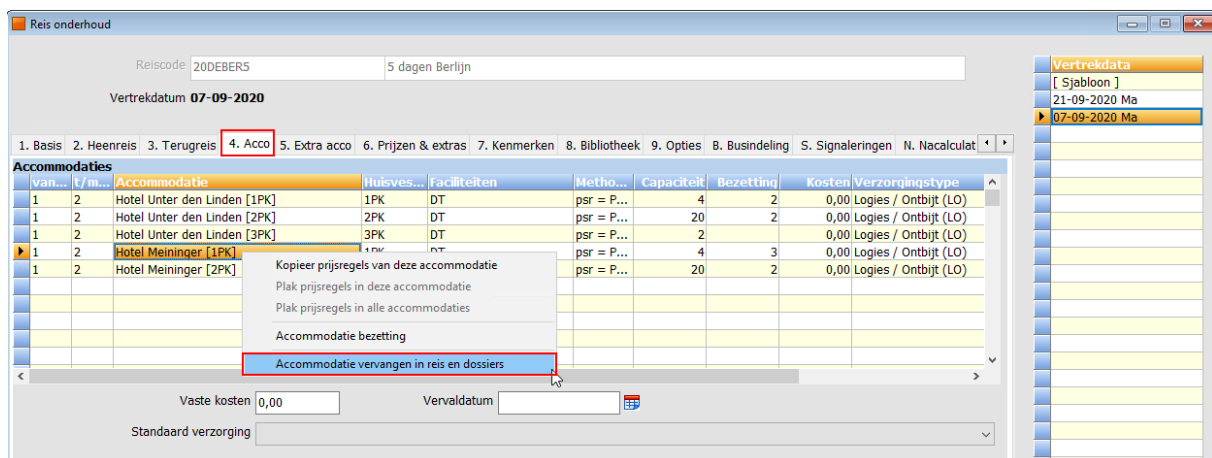 Reis onderhoud
Reiscode 20DEBER5 5 dagen Berlijn
Vertrekdatum 07-09-2020
Vertrekdata
[ Sjabloon ]
21-09-2020 Ma
07-09-2020 Ma
1. Basis 2. Heenreis 3. Terugreis 4. Acco 5. Extra acco 6. Prijzen & extras 7. Kenmerken 8. Bibliotheek 9. Opties B. Busindeling S. Signaleringen N. Nacalculat
Accommodaties
van... t/m... Accommodatie Huisves... Faciliteiten Metho... Capaciteit Bezetting Kosten Verzorgingstype
1 2 Hotel Unter den Linden [1PK] 1PK DT psr = P... 4 2 0,00 Logies / Ontbijt (LO)
1 2 Hotel Unter den Linden [2PK] 2PK DT psr = P... 20 2 0,00 Logies / Ontbijt (LO)
1 2 Hotel Unter den Linden [3PK] 3PK DT psr = P... 2 0,00 Logies / Ontbijt (LO)
1 2 Hotel Meininger [1PK] 1PK DT psr = P... 4 3 0,00 Logies / Ontbijt (LO)
1 2 Hotel Meininger [2PK] psr = P... 20 2 0,00 Logies / Ontbijt (LO)
Kopieer prijsregels van deze accommodatie
Plak prijsregels in deze accommodatie
Plak prijsregels in alle accommodaties
Accommodatie bezetting
Accommodatie vervangen in reis en dossiers
Vaste kosten 0,00 Vervaldatum
Standaard verzorging